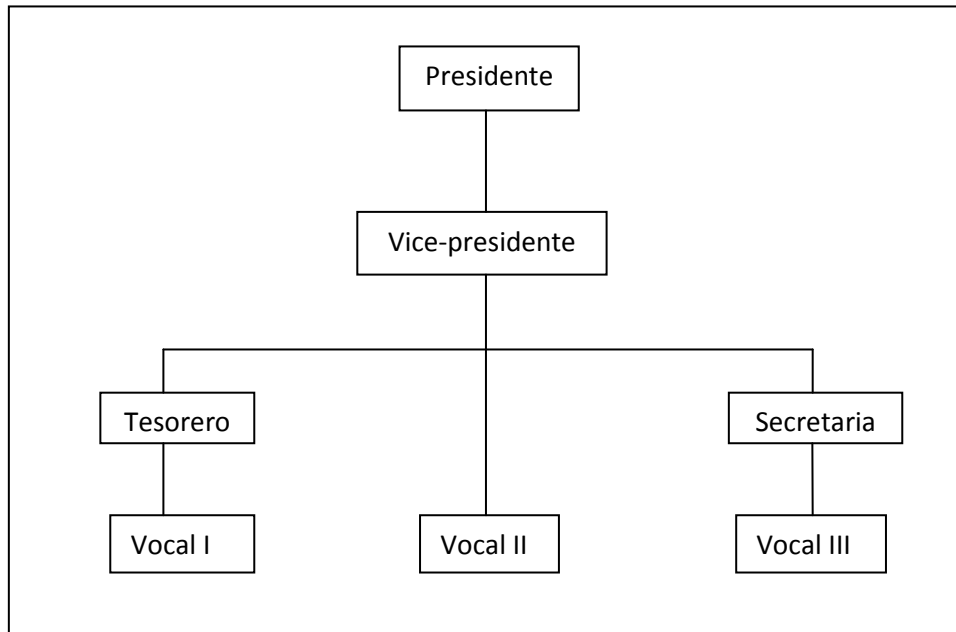 Presidente
Vice-presidente
Tesorero
Secretaria
Vocal I
Vocal II
Vocal III